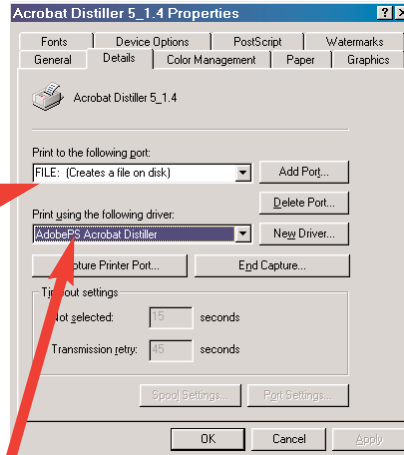 Acrobat Distiller 5_1.4 Properties
Fonts Device Options PostScript Watermarks
General Details Color Management Paper Graphics
Acrobat Distiller 5_1.4
Print to the following port:
FILE: (Creates a file on disk) Add Port...
Delete Port...
Print using the following driver:
AdobePS Acrobat Distiller New Driver...
Printer Port... End Capture...
settings
Not selected: 15 seconds
Transmission retry: 45 seconds
Spool Settings... Port Settings...
OK Cancel Apply